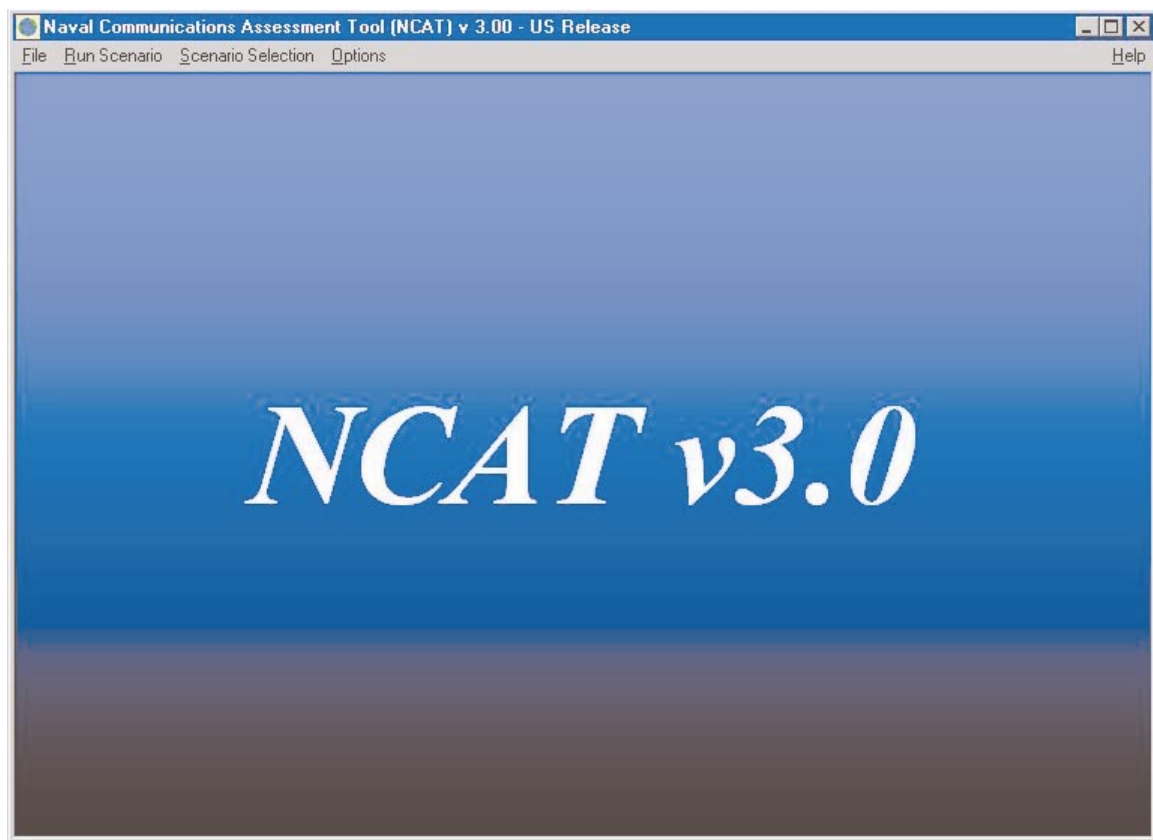 Naval Communications Assessment Tool (NCAT) v 3.00 - US Release
File Run Scenario Scenario Selection Options Help
NCAT v3.0